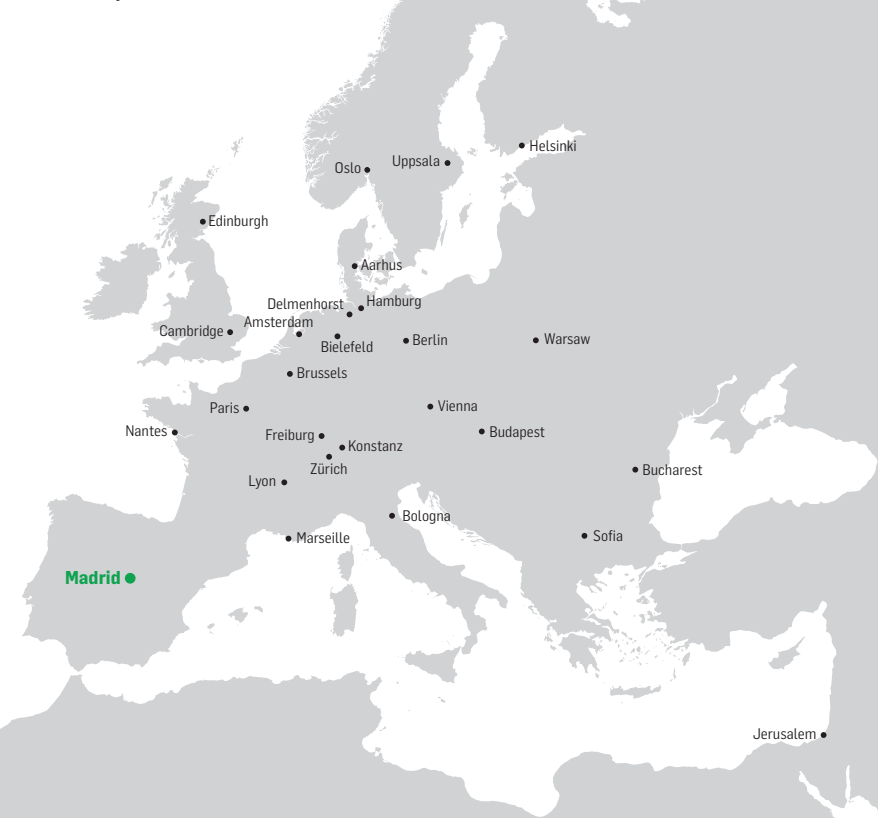 Helsinki
Uppsala
Oslo
Edinburgh
Aarhus
Hamburg
Delmenhorst
Amsterdam
Cambridge
Bielefeld
Berlin
Warsaw
Brussels
Paris
Vienna
Nantes
Freiburg
Budapest
Konstanz
Zürich
Bucharest
Lyon
Bologna
Marseille
Sofia
Madrid
Jerusalem